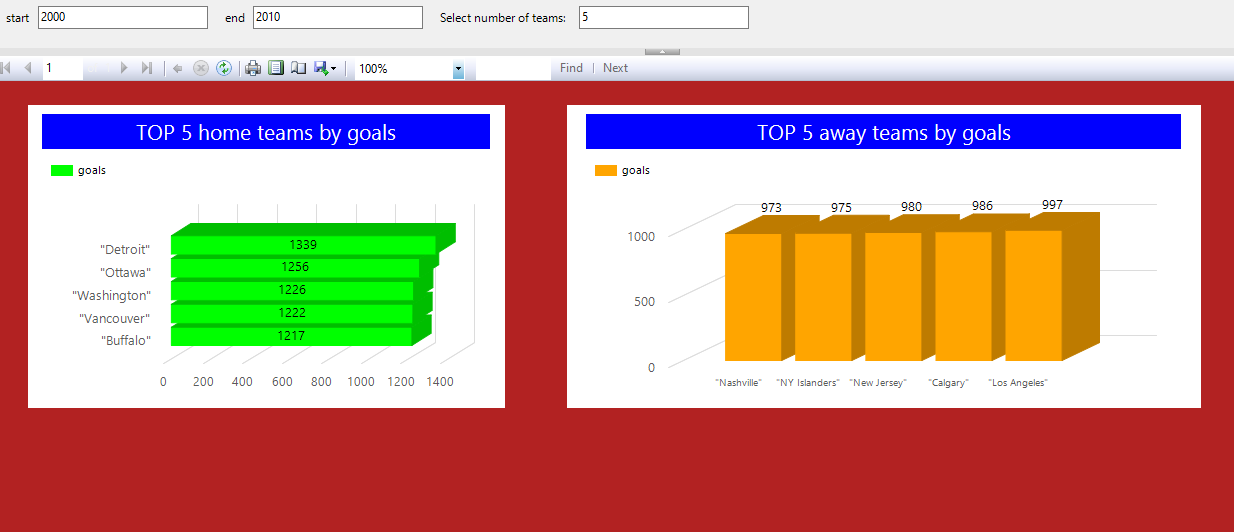 start 2000 end 2010 Select number of teams: 5
1 100% Find | Next
TOP 5 home teams by goals
goals
"Detroit" 1339
"Ottawa" 1256
"Washington" 1226
"Vancouver" 1222
"Buffalo" 1217
0 200 400 600 800 1000 1200 1400
TOP 5 away teams by goals
goals
973 975 980 986 997
1000
500
0
"Nashville" "NY Islanders" "New Jersey" "Calgary" "Los Angeles"